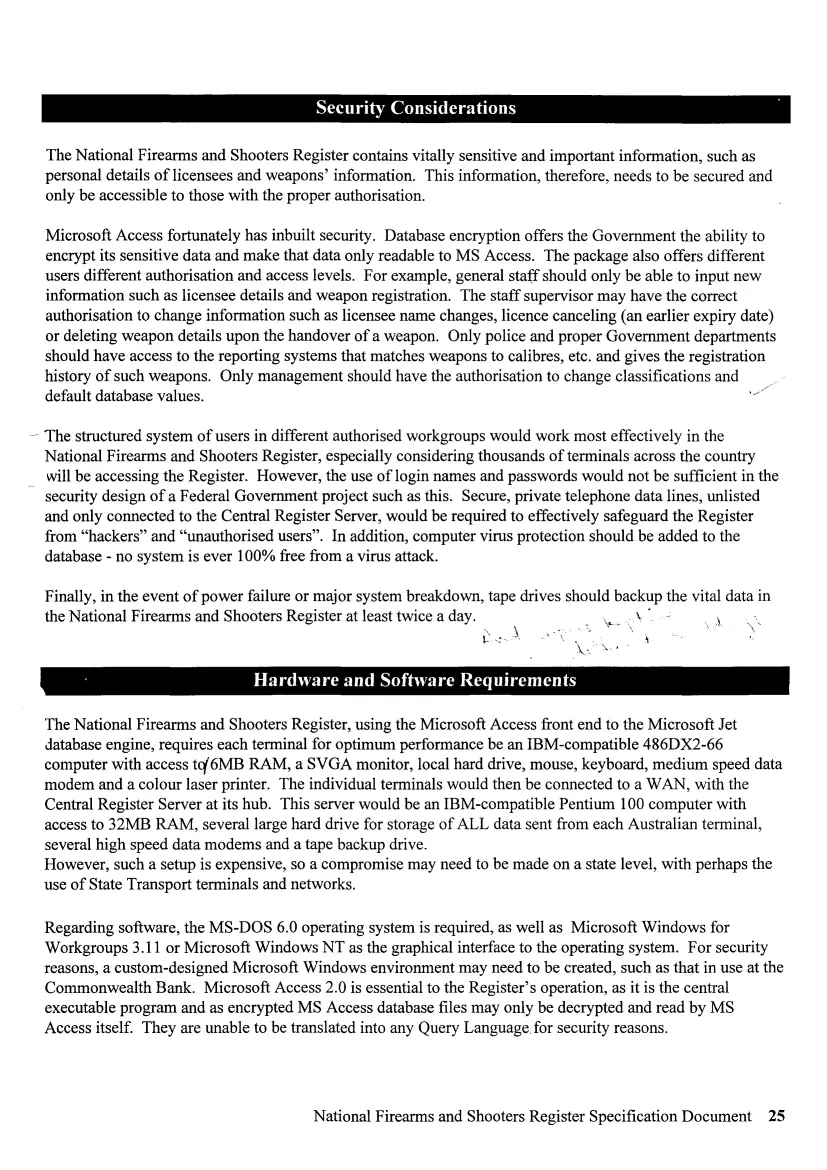 Security Considerations
The National Firearms and Shooters Register contains vitally sensitive and important information, such as
personal details of licensees and weapons' information. This information, therefore, needs to be secured and
only be accessible to those with the proper authorisation.
Microsoft Access fortunately has inbuilt security. Database encryption offers the Government the ability to
encrypt its sensitive data and make that data only readable to MS Access. The package also offers different
users different authorisation and access levels. For example, general staff should only be able to input new
information such as licensee details and weapon registration. The staff supervisor may have the correct
authorisation to change information such as licensee name changes, licence canceling (an earlier expiry date)
or deleting weapon details upon the handover of a weapon. Only police and proper Government departments
should have access to the reporting systems that matches weapons to calibres, etc. and gives the registration
history of such weapons. Only management should have the authorisation to change classifications and
default database values.
The structured system of users in different authorised workgroups would work most effectively in the
National Firearms and Shooters Register, especially considering thousands of terminals across the country
will be accessing the Register. However, the use of login names and passwords would not be sufficient in the
security design of a Federal Government project such as this. Secure, private telephone data lines, unlisted
and only connected to the Central Register Server, would be required to effectively safeguard the Register
from “hackers” and “unauthorised users”. In addition, computer virus protection should be added to the
database - no system is ever 100% free from a virus attack.
Finally, in the event of power failure or major system breakdown, tape drives should backup the vital data in
the National Firearms and Shooters Register at least twice a day.
Hardware and Software Requirements
The National Firearms and Shooters Register, using the Microsoft Access front end to the Microsoft Jet
database engine, requires each terminal for optimum performance be an IBM-compatible 486DX2-66
computer with access to 6MB RAM, a SVGA monitor, local hard drive, mouse, keyboard, medium speed data
modem and a colour laser printer. The individual terminals would then be connected to a WAN, with the
Central Register Server at its hub. This server would be an IBM-compatible Pentium 100 computer with
access to 32MB RAM, several large hard drive for storage of ALL data sent from each Australian terminal,
several high speed data modems and a tape backup drive.
However, such a setup is expensive, so a compromise may need to be made on a state level, with perhaps the
use of State Transport terminals and networks.
Regarding software, the MS-DOS 6.0 operating system is required, as well as Microsoft Windows for
Workgroups 3.11 or Microsoft Windows NT as the graphical interface to the operating system. For security
reasons, a custom-designed Microsoft Windows environment may need to be created, such as that in use at the
Commonwealth Bank. Microsoft Access 2.0 is essential to the Register's operation, as it is the central
executable program and as encrypted MS Access database files may only be decrypted and read by MS
Access itself. They are unable to be translated into any Query Language for security reasons.
National Firearms and Shooters Register Specification Document 25